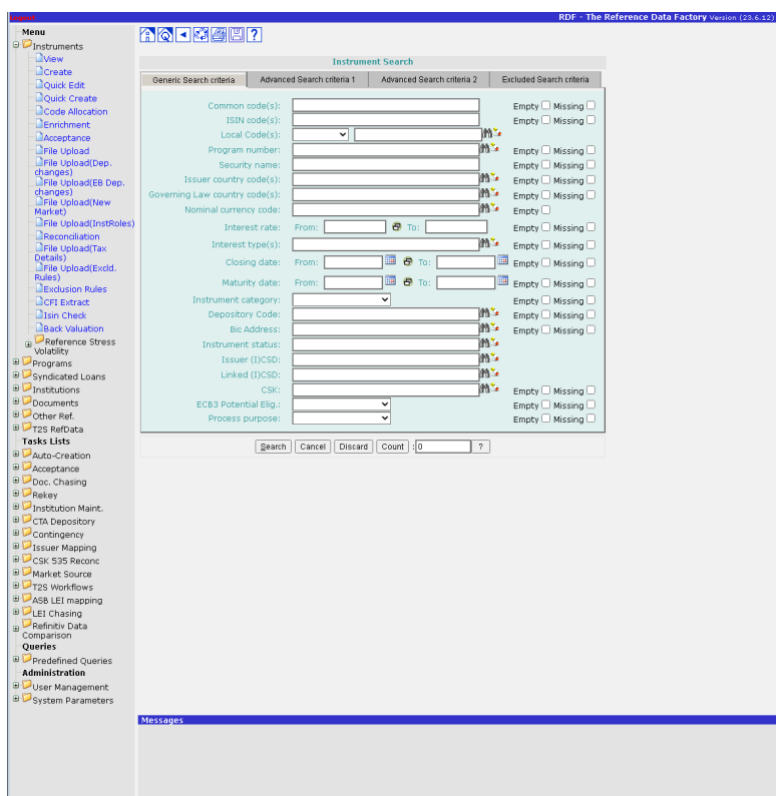 RDF - The Reference Data Factory Version (23.6.12)
Menu
Instruments
View
Create
Quick Edit
Quick Create
Code Allocation
Enrichment
Acceptance
File Upload
File Upload(Dep.
changes)
File Upload(EB Dep.
changes)
File Upload(New
Market)
File Upload(InstRoles)
Reconciliation
File Upload(Tax
Details)
File Upload(Excld.
Rules)
Exclusion Rules
CFI Extract
Isin Check
Back Valuation
Reference Stress
Volatility
Programs
Syndicated Loans
Institutions
Documents
Other Ref.
T2S RefData
Tasks Lists
Auto-Creation
Acceptance
Doc. Chasing
Rekey
Institution Maint.
CTA Depository
Contingency
Issuer Mapping
CSK 535 Reconc
Market Source
T2S Workflows
ASB LEI mapping
LEI Chasing
Refinitiv Data
Comparison
Queries
Predefined Queries
Administration
User Management
System Parameters
?
Instrument Search
Generic Search criteria Advanced Search criteria 1 Advanced Search criteria 2 Excluded Search criteria
Common code(s): Empty Missing
ISIN code(s): Empty Missing
Local Code(s):
Program number: Empty Missing
Security name: Empty Missing
Issuer country code(s): Empty Missing
Governing Law country code(s): Empty Missing
Nominal currency code: Empty
Interest rate: From: To: Empty Missing
Interest type(s): Empty Missing
Closing date: From: To: Empty Missing
Maturity date: From: To: Empty Missing
Instrument category: Empty Missing
Depository Code: Empty Missing
Bic Address: Empty Missing
Instrument status:
Issuer (I)CSD:
Linked (I)CSD:
CSK: Empty Missing
ECB3 Potential Elig.: Empty Missing
Process purpose: Empty Missing
Search Cancel Discard Count :0 ?
Messages